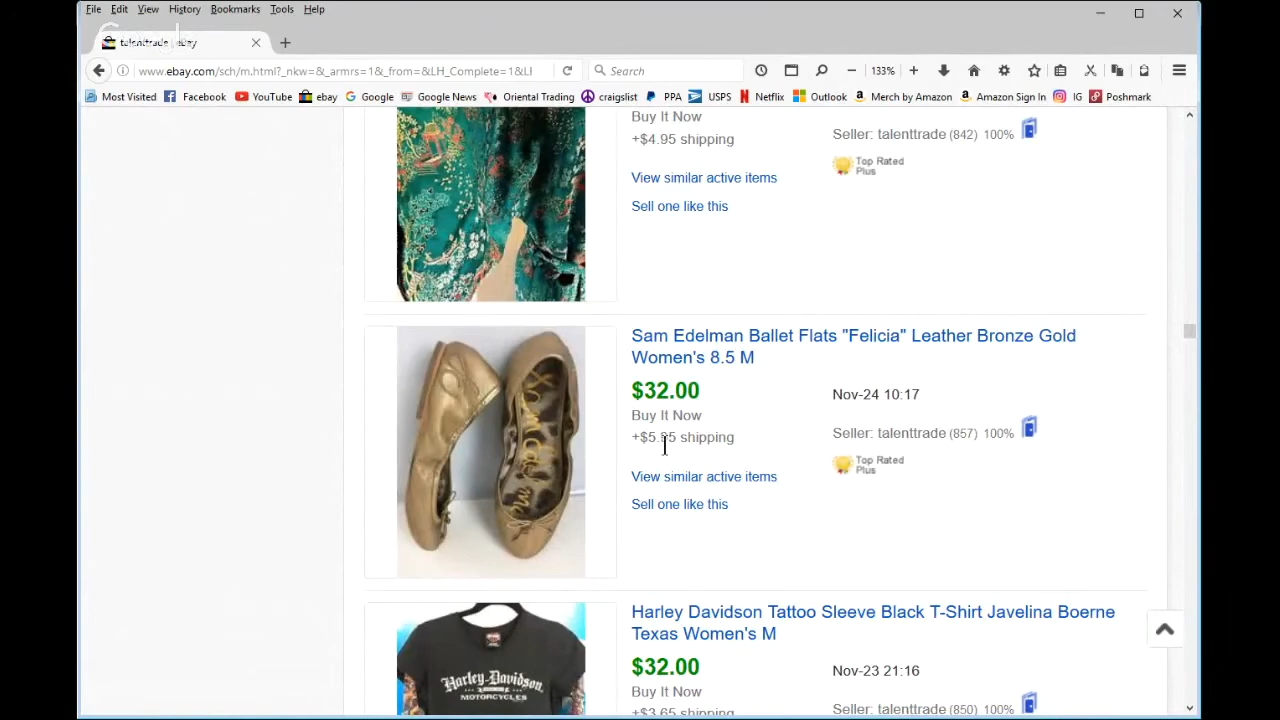 File Edit View History Bookmarks Tools Help
talenttrade | eBay
www.ebay.com/sch/m.html?_nkw=&_armrs=1&_from=&LH_Complete=1&LI
Search
133%
Most Visited Facebook YouTube ebay Google Google News Oriental Trading craigslist PPA USPS Netflix Outlook Merch by Amazon Amazon Sign In IG Poshmark
Buy It Now
+$4.95 shipping
Seller: talenttrade (842) 100%
Top Rated
Plus
View similar active items
Sell one like this
Sam Edelman Ballet Flats "Felicia" Leather Bronze Gold
Women's 8.5 M
$32.00
Nov-24 10:17
Buy It Now
shipping
Seller: talenttrade (857) 100%
Top Rated
Plus
View similar active items
Sell one like this
Harley Davidson Tattoo Sleeve Black T-Shirt Javelina Boerne
Texas Women's M
$32.00
Nov-23 21:16
Buy It Now
+$3.65 shipping
Seller: talenttrade (850) 100%
Harley-Davidson
MOTORCYCLES